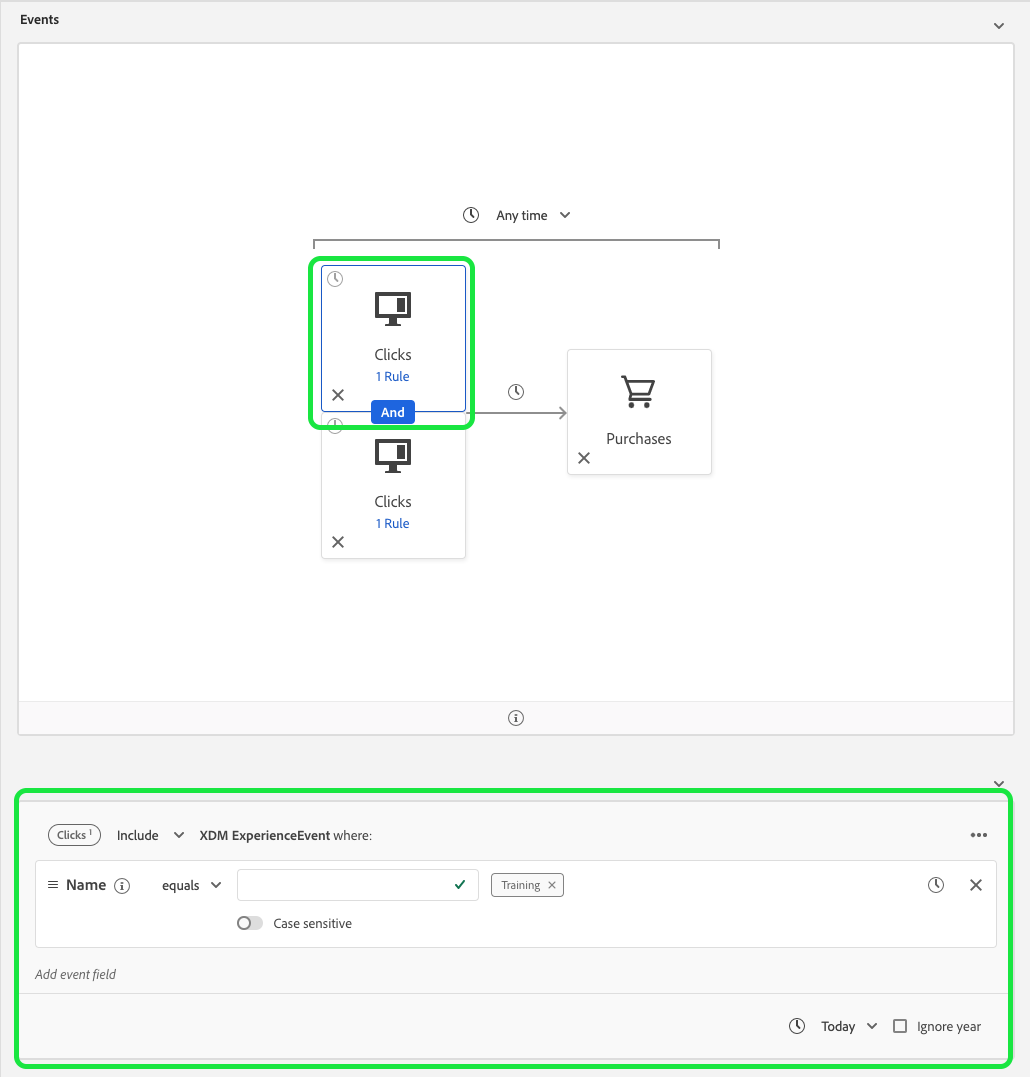 Events
Any time
Clicks
1 Rule
And
Clicks
1 Rule
Purchases
Clicks 1 Include XDM ExperienceEvent where:
Name equals Training
Case sensitive
Add event field
Today Ignore year